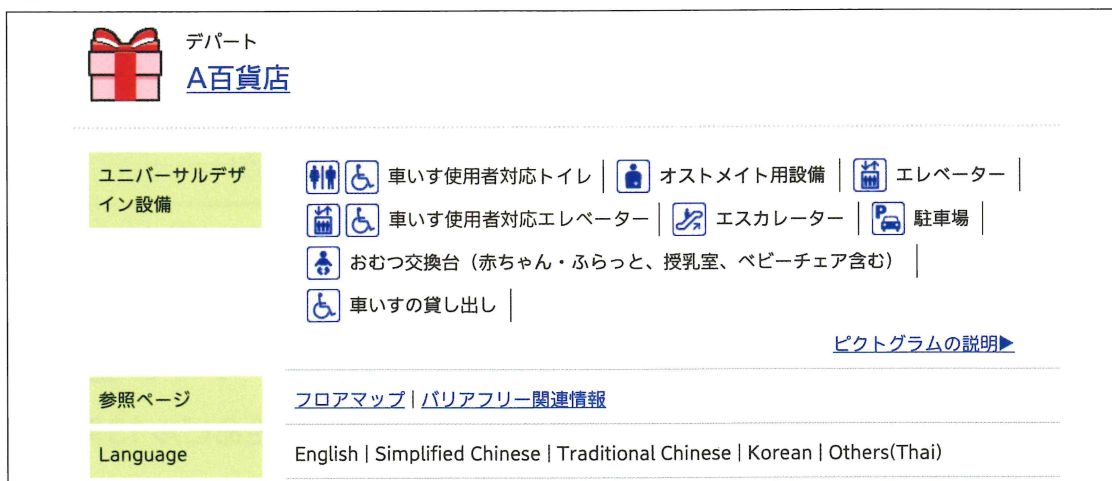 デパート
A百貨店
ユニバーサルデザ
イン設備
車いす使用者対応トイレ | オストメイト用設備 | エレベーター |
車いす使用者対応エレベーター | エスカレーター | P 駐車場 |
おむつ交換台（赤ちゃん・ふらっと、授乳室、ベビーチェア含む） |
車いすの貸し出し |
ピクトグラムの説明▶
参照ページ
フロアマップ | バリアフリー関連情報
Language
English | Simplified Chinese | Traditional Chinese | Korean | Others(Thai)